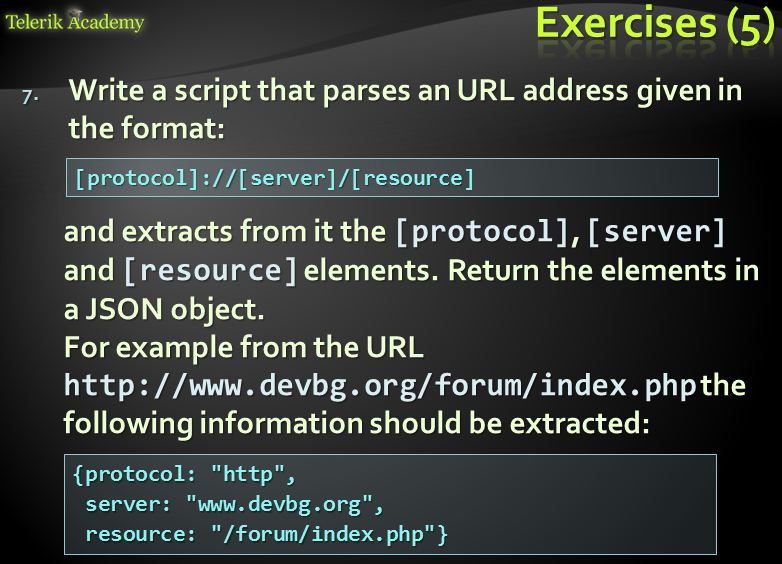 Telerik Academy
Exercises (5)
7. Write a script that parses an URL address given in
the format:
[protocol]://[server]/[resource]
and extracts from it the [protocol], [server]
and [resource] elements. Return the elements in
a JSON object.
For example from the URL
http://www.devbg.org/forum/index.php the
following information should be extracted:
{protocol: "http",
server: "www.devbg.org",
resource: "/forum/index.php"}